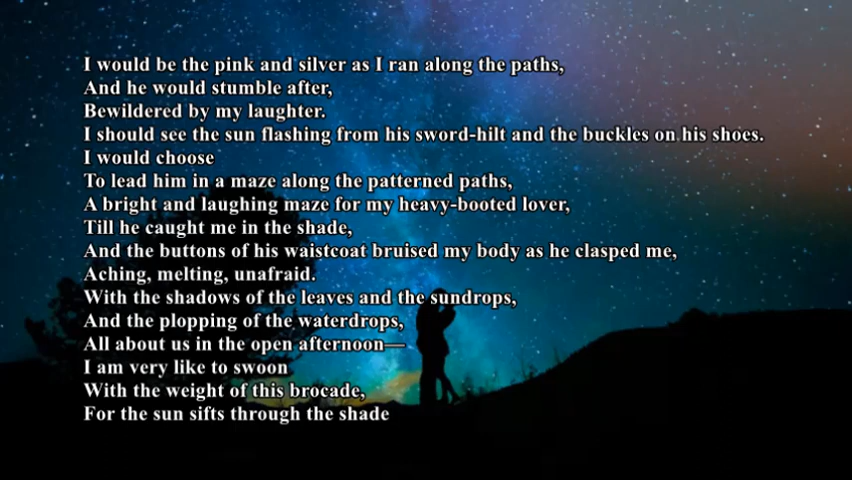 I would be the pink and silver as I ran along the paths,
And he would stumble after,
Bewildered by my laughter.
I should see the sun flashing from his sword-hilt and the buckles on his shoes.
I would choose
To lead him in a maze along the patterned paths,
A bright and laughing maze for my heavy-booted lover,
Till he caught me in the shade,
And the buttons of his waistcoat bruised my body as he clasped me,
Aching, melting, unafraid.
With the shadows of the leaves and the sundrops,
And the plopping of the waterdrops,
All about us in the open afternoon—
I am very like to swoon
With the weight of this brocade,
For the sun sifts through the shade